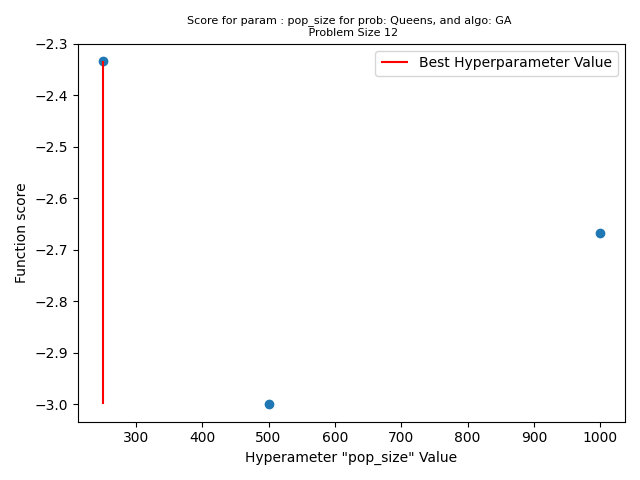 Score for param : pop_size for prob: Queens, and algo: GA
Problem Size 12
Best Hyperparameter Value
Function score
−2.3
−2.4
−2.5
−2.6
−2.7
−2.8
−2.9
−3.0
300 400 500 600 700 800 900 1000
Hyperameter "pop_size" Value